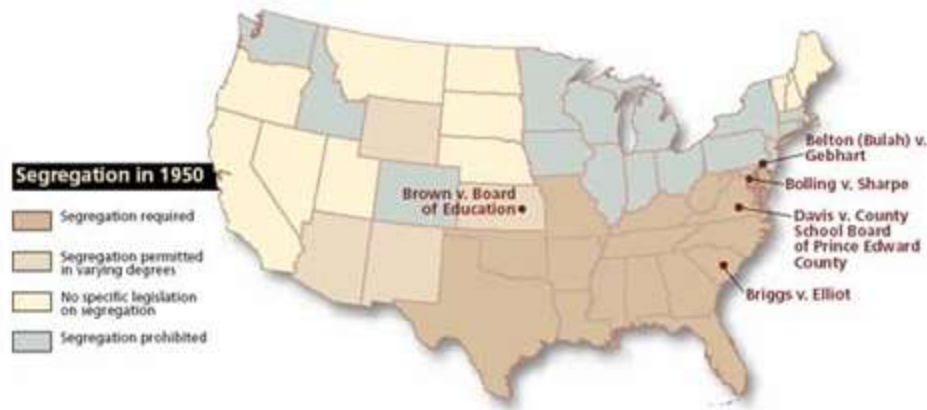 Segregation in 1950
Segregation required
Segregation permitted
in varying degrees
No specific legislation
on segregation
Segregation prohibited
Brown v. Board
of Education
Belton (Bulah) v.
Gebhart
Bolling v. Sharpe
Davis v. County
School Board
of Prince Edward
County
Briggs v. Elliot